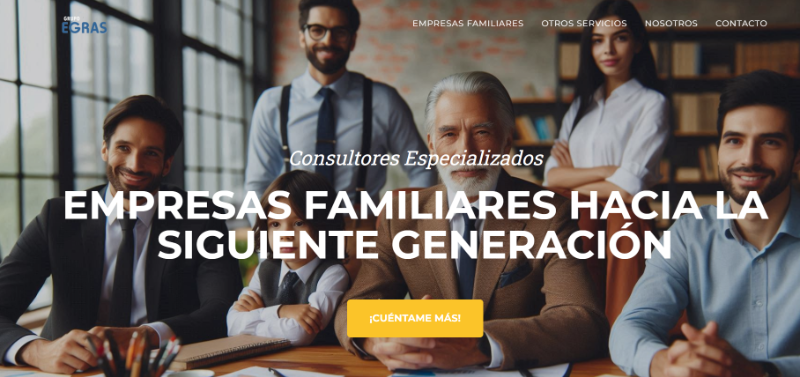 GRUPO
EGRAS
EMPRESAS FAMILIARES
OTROS SERVICIOS
NOSOTROS
CONTACTO
Consultores Especializados
EMPRESAS FAMILIARES HACIA LA
SIGUIENTE GENERACIÓN
¡CUÉNTAME MÁS!